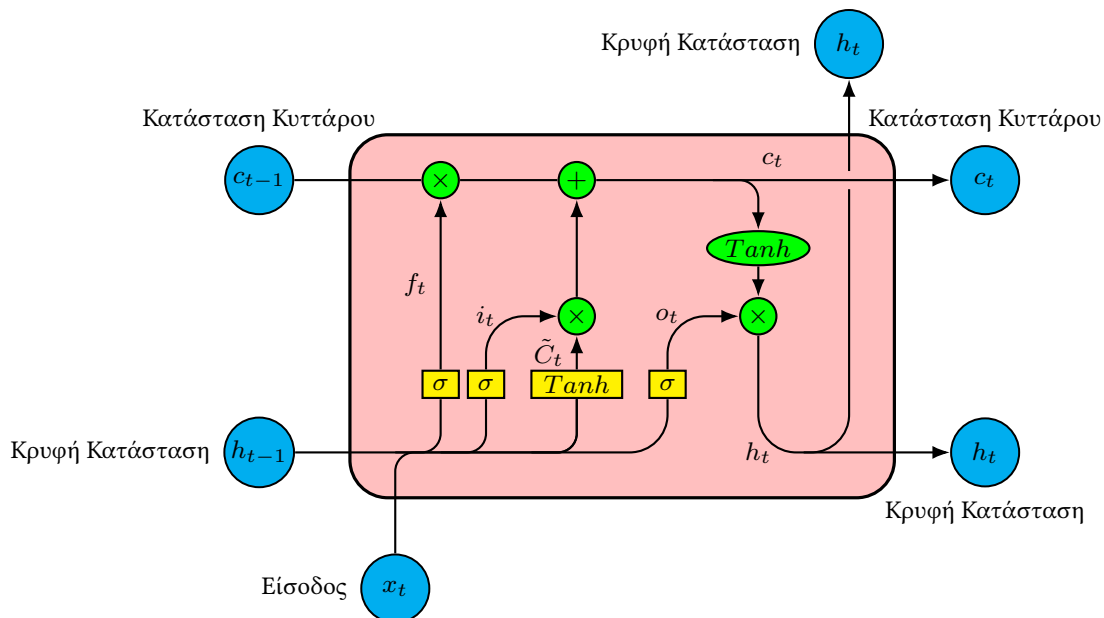 Κρυφή Κατάσταση
h_t
Κατάσταση Κυττάρου
Κατάσταση Κυττάρου
c_{t−1}
×
+
c_t
c_t
Tanh
f_t
i_t
×
o_t
×
C̃_t
σ
σ
Tanh
σ
Κρυφή Κατάσταση
h_{t−1}
h_t
h_t
Κρυφή Κατάσταση
Είσοδος
x_t